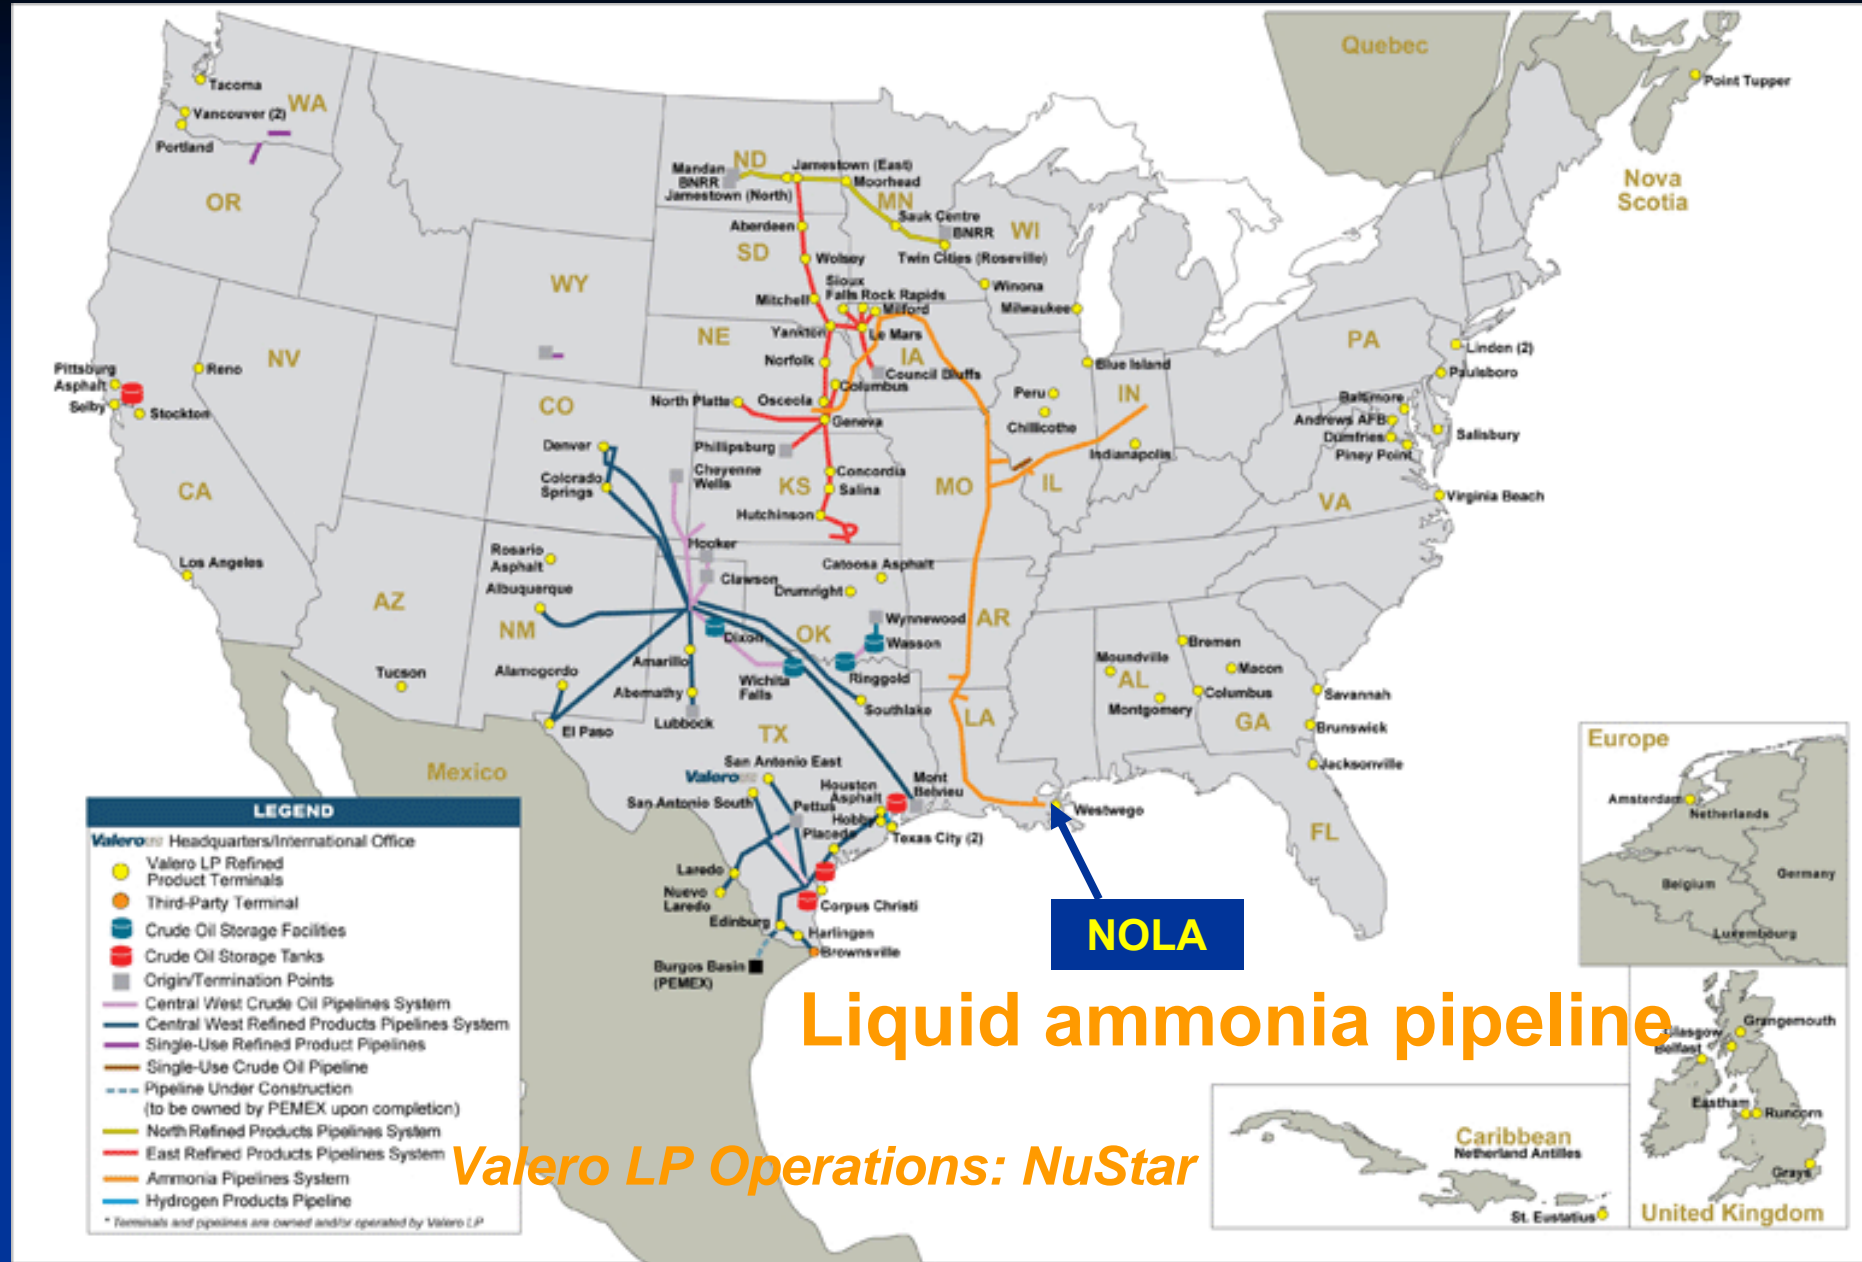 Quebec
Point Tupper
Nova
Scotia
Tacoma
WA
Vancouver (2)
Portland
OR
ND
Mandan
BNRR
Jamestown (East)
Jamestown (North)
Moorhead
MN
Sauk Centre
BNRR
WI
Twin Cities (Roseville)
Aberdeen
SD
Wolsey
Sioux
Falls
Rock Rapids
Mitchell
Milford
Winona
Milwaukee
WY
Yankton
Le Mars
NE
Norfolk
IA
Council Bluffs
Columbus
North Platte
Osceola
Geneva
Blue Island
Peru
IN
Chillicothe
Indianapolis
PA
Linden (2)
Paulsboro
Baltimore
Andrews AFB
Dumfries
Piney Point
Salisbury
VA
Virginia Beach
Pittsburg
Asphalt
Selby
Stockton
Reno
NV
CA
Los Angeles
CO
Denver
Colorado
Springs
Phillipsburg
Cheyenne
Wells
KS
Concordia
Salina
Hutchinson
MO
IL
Rosario
Asphalt
Albuquerque
AZ
NM
Tucson
Alamogordo
El Paso
Hooker
Clawson
Catoosa Asphalt
Drumright
Wynnewood
Wasson
OK
Dixon
Amarillo
Abernathy
Lubbock
Wichita
Falls
Ringgold
Southlake
AR
LA
TX
Moundville
AL
Montgomery
Bremen
Macon
Columbus
GA
Savannah
Brunswick
Jacksonville
FL
Mexico
Valero
San Antonio East
San Antonio South
Pettus
Placedo
Houston
Asphalt
Hobby
Mont
Belvieu
Texas City (2)
Westwego
Laredo
Nuevo
Laredo
Corpus Christi
Edinburg
Harlingen
Brownsville
Burgos Basin
(PEMEX)
NOLA
Liquid ammonia pipeline
Valero LP Operations: NuStar
LEGEND
Valero Headquarters/International Office
Valero LP Refined
Product Terminals
Third-Party Terminal
Crude Oil Storage Facilities
Crude Oil Storage Tanks
Origin/Termination Points
Central West Crude Oil Pipelines System
Central West Refined Products Pipelines System
Single-Use Refined Product Pipelines
Single-Use Crude Oil Pipeline
Pipeline Under Construction
(to be owned by PEMEX upon completion)
North Refined Products Pipelines System
East Refined Products Pipelines System
Ammonia Pipelines System
Hydrogen Products Pipeline
* Terminals and pipelines are owned and/or operated by Valero LP
Europe
Amsterdam
Netherlands
Germany
Belgium
Luxembourg
Glasgow
Grangemouth
Belfast
Eastham
Runcorn
Grays
United Kingdom
Caribbean
Netherland Antilles
St. Eustatius